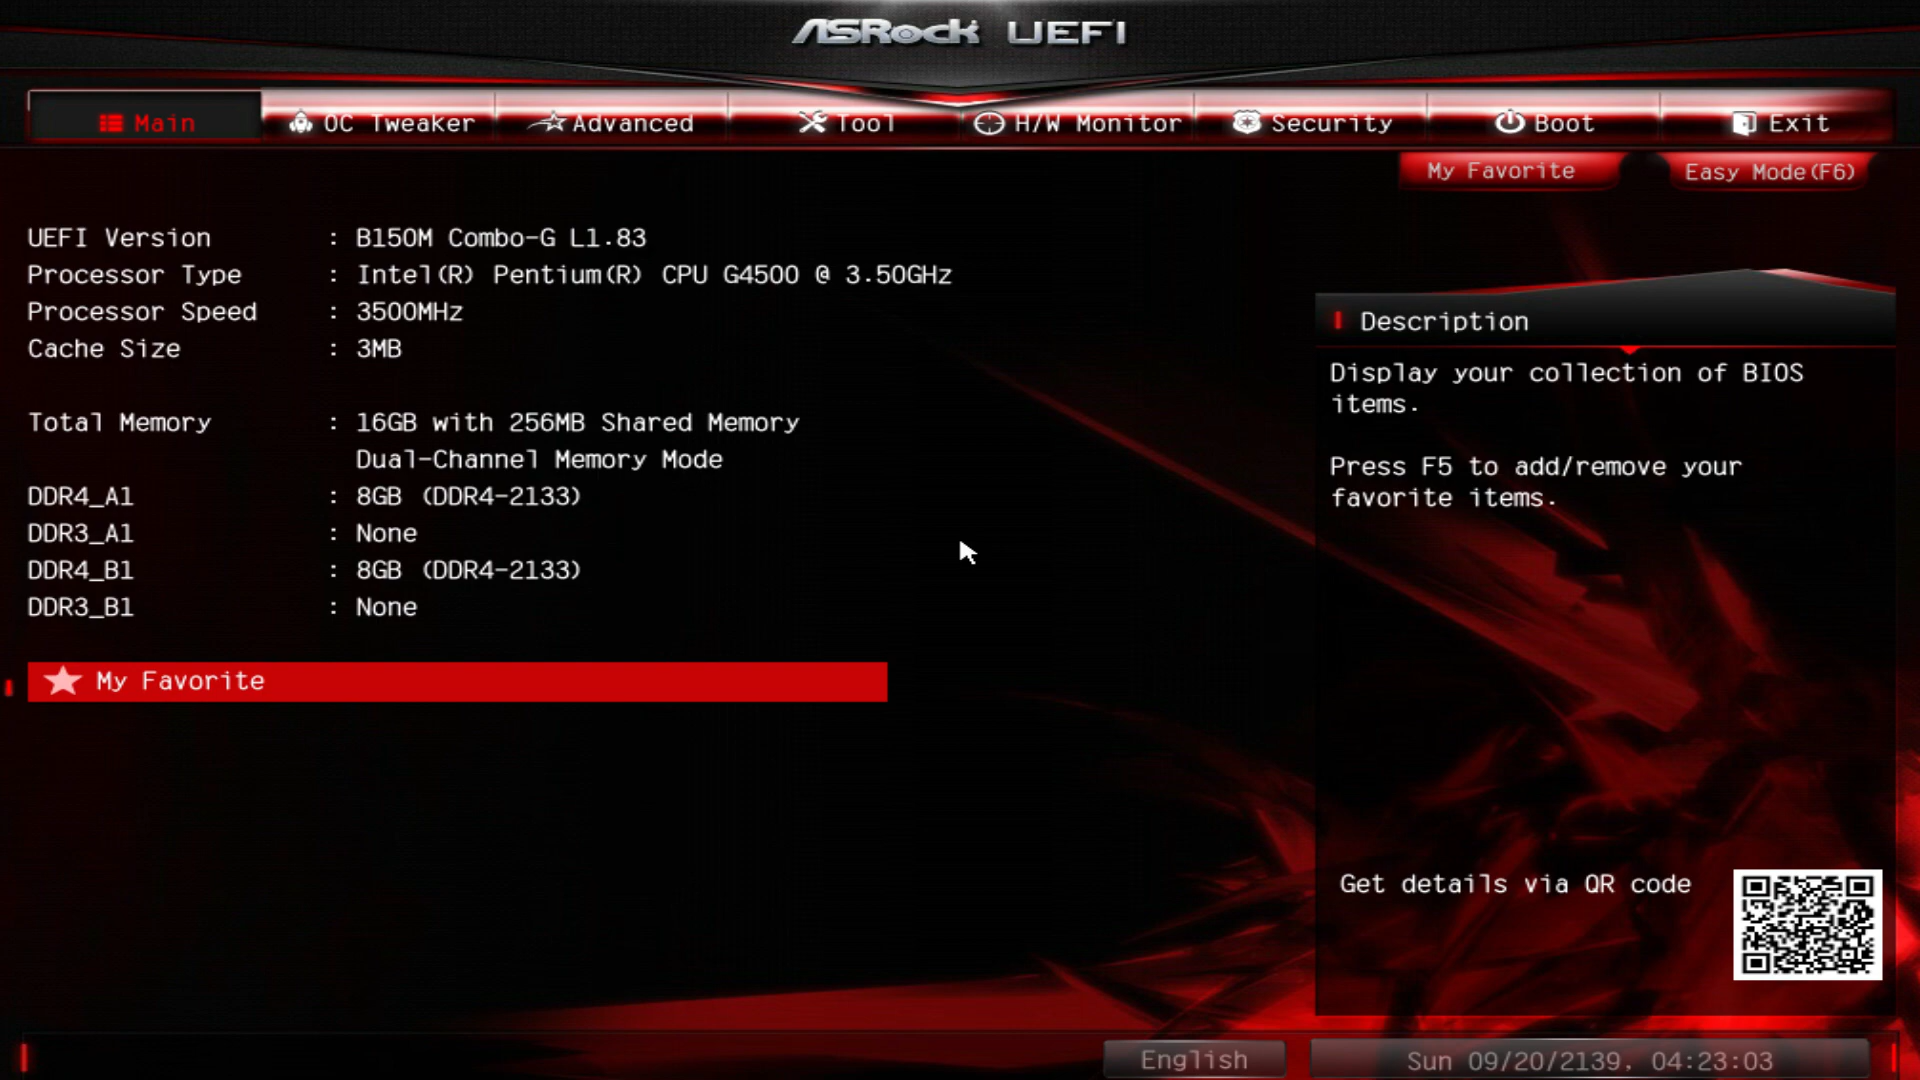 ASRock UEFI
Main OC Tweaker Advanced Tool H/W Monitor Security Boot Exit
My Favorite Easy Mode(F6)
UEFI Version : B150M Combo-G L1.83
Processor Type : Intel(R) Pentium(R) CPU G4500 @ 3.50GHz
Processor Speed : 3500MHz
Cache Size : 3MB
Total Memory : 16GB with 256MB Shared Memory
Dual-Channel Memory Mode
DDR4_A1 : 8GB (DDR4-2133)
DDR3_A1 : None
DDR4_B1 : 8GB (DDR4-2133)
DDR3_B1 : None
My Favorite
Description
Display your collection of BIOS
items.
Press F5 to add/remove your
favorite items.
Get details via QR code
English Sun 09/20/2139, 04:23:03